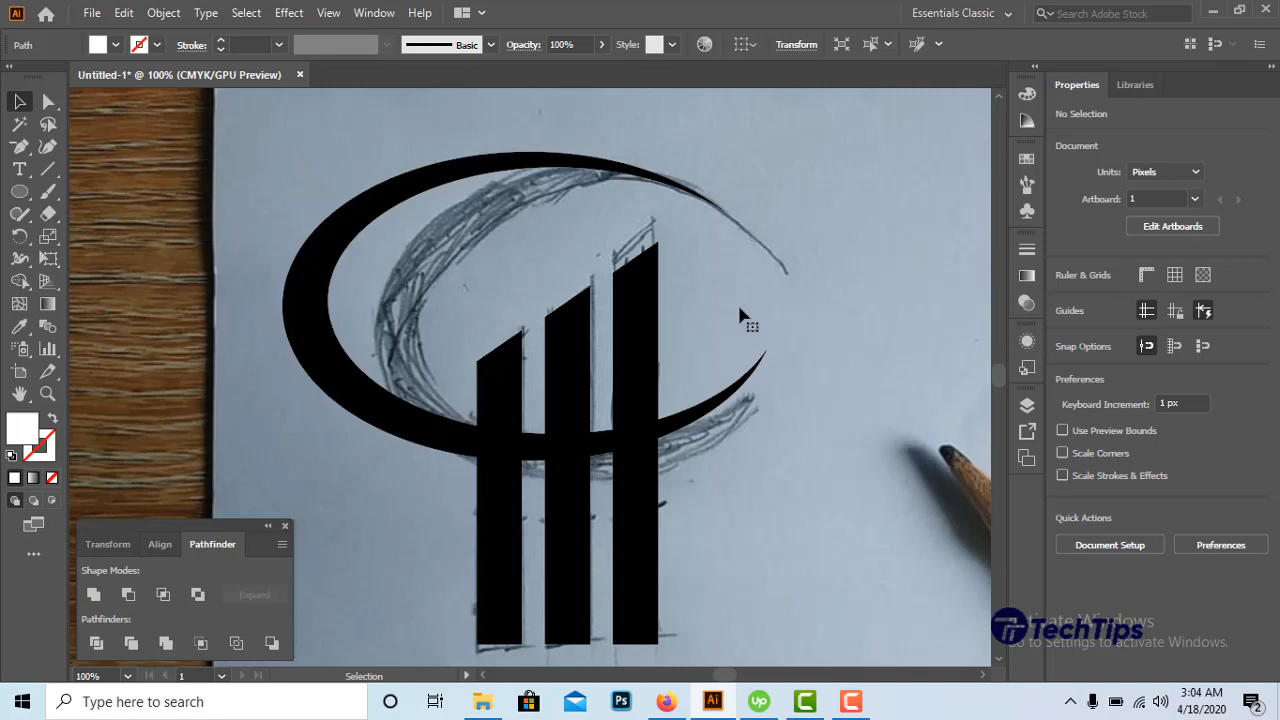 Ai File Edit Object Type Select Effect View Window Help Essentials Classic Search Adobe Stock
Path Stroke: Basic Opacity: 100% Style: Transform
Untitled-1* @ 100% (CMYK/GPU Preview)
Properties Libraries
No Selection
Document
Units: Pixels
Artboard: 1
Edit Artboards
Ruler & Grids
Guides
Snap Options
Preferences
Keyboard Increment: 1 px
Use Preview Bounds
Scale Corners
Scale Strokes & Effects
Quick Actions
Document Setup Preferences
Transform Align Pathfinder
Shape Modes:
Expand
Pathfinders:
Activate Windows
TechTips
Go to Settings to activate Windows.
100% 1 Selection
Type here to search
Ps Ai Up C C
3:04 AM
4/18/2020
2